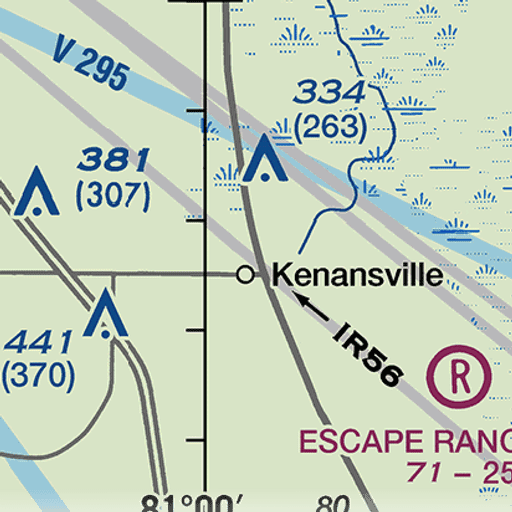 V 295
334
(263)
381
(307)
Kenansville
IR56
441
(370)
R
ESCAPE RANG
71 – 25
81°00′
80